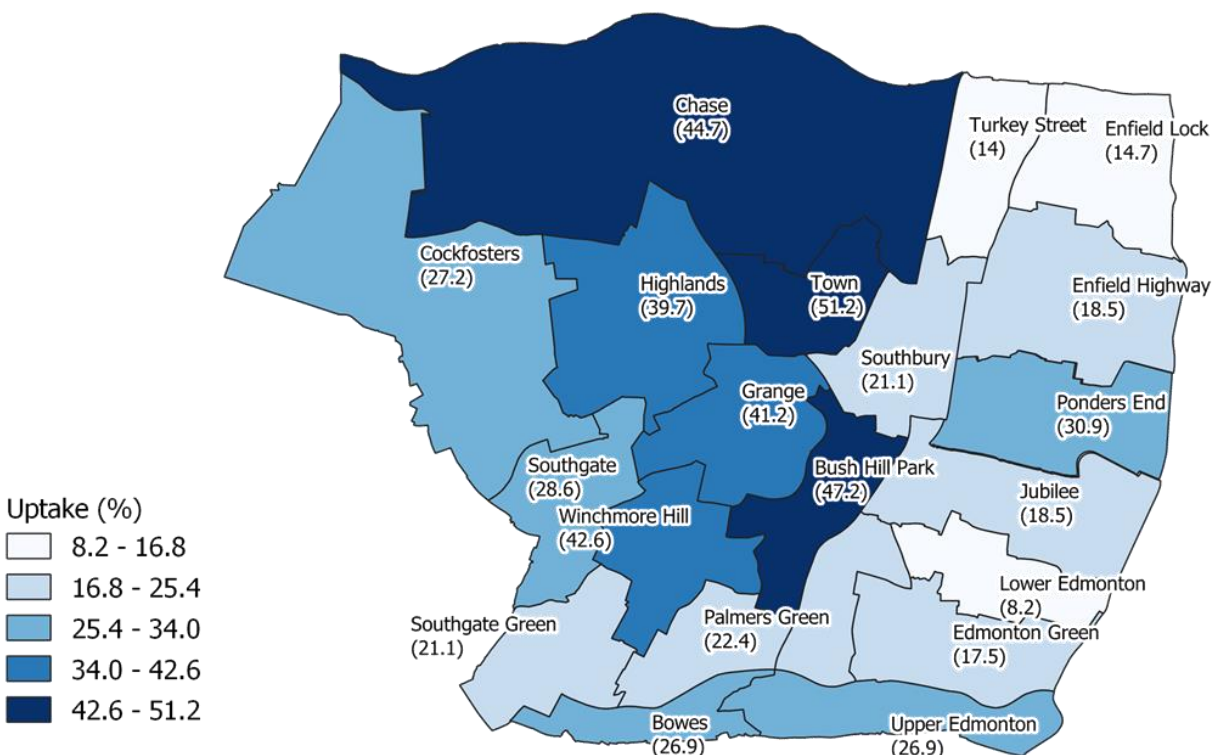 Chase
(44.7)
Turkey Street
(14)
Enfield Lock
(14.7)
Cockfosters
(27.2)
Highlands
(39.7)
Town
(51.2)
Enfield Highway
(18.5)
Southbury
(21.1)
Grange
(41.2)
Ponders End
(30.9)
Southgate
(28.6)
Bush Hill Park
(47.2)
Jubilee
(18.5)
Winchmore Hill
(42.6)
Lower Edmonton
(8.2)
Southgate Green
(21.1)
Palmers Green
(22.4)
Edmonton Green
(17.5)
Bowes
(26.9)
Upper Edmonton
(26.9)
Uptake (%)
8.2 - 16.8
16.8 - 25.4
25.4 - 34.0
34.0 - 42.6
42.6 - 51.2